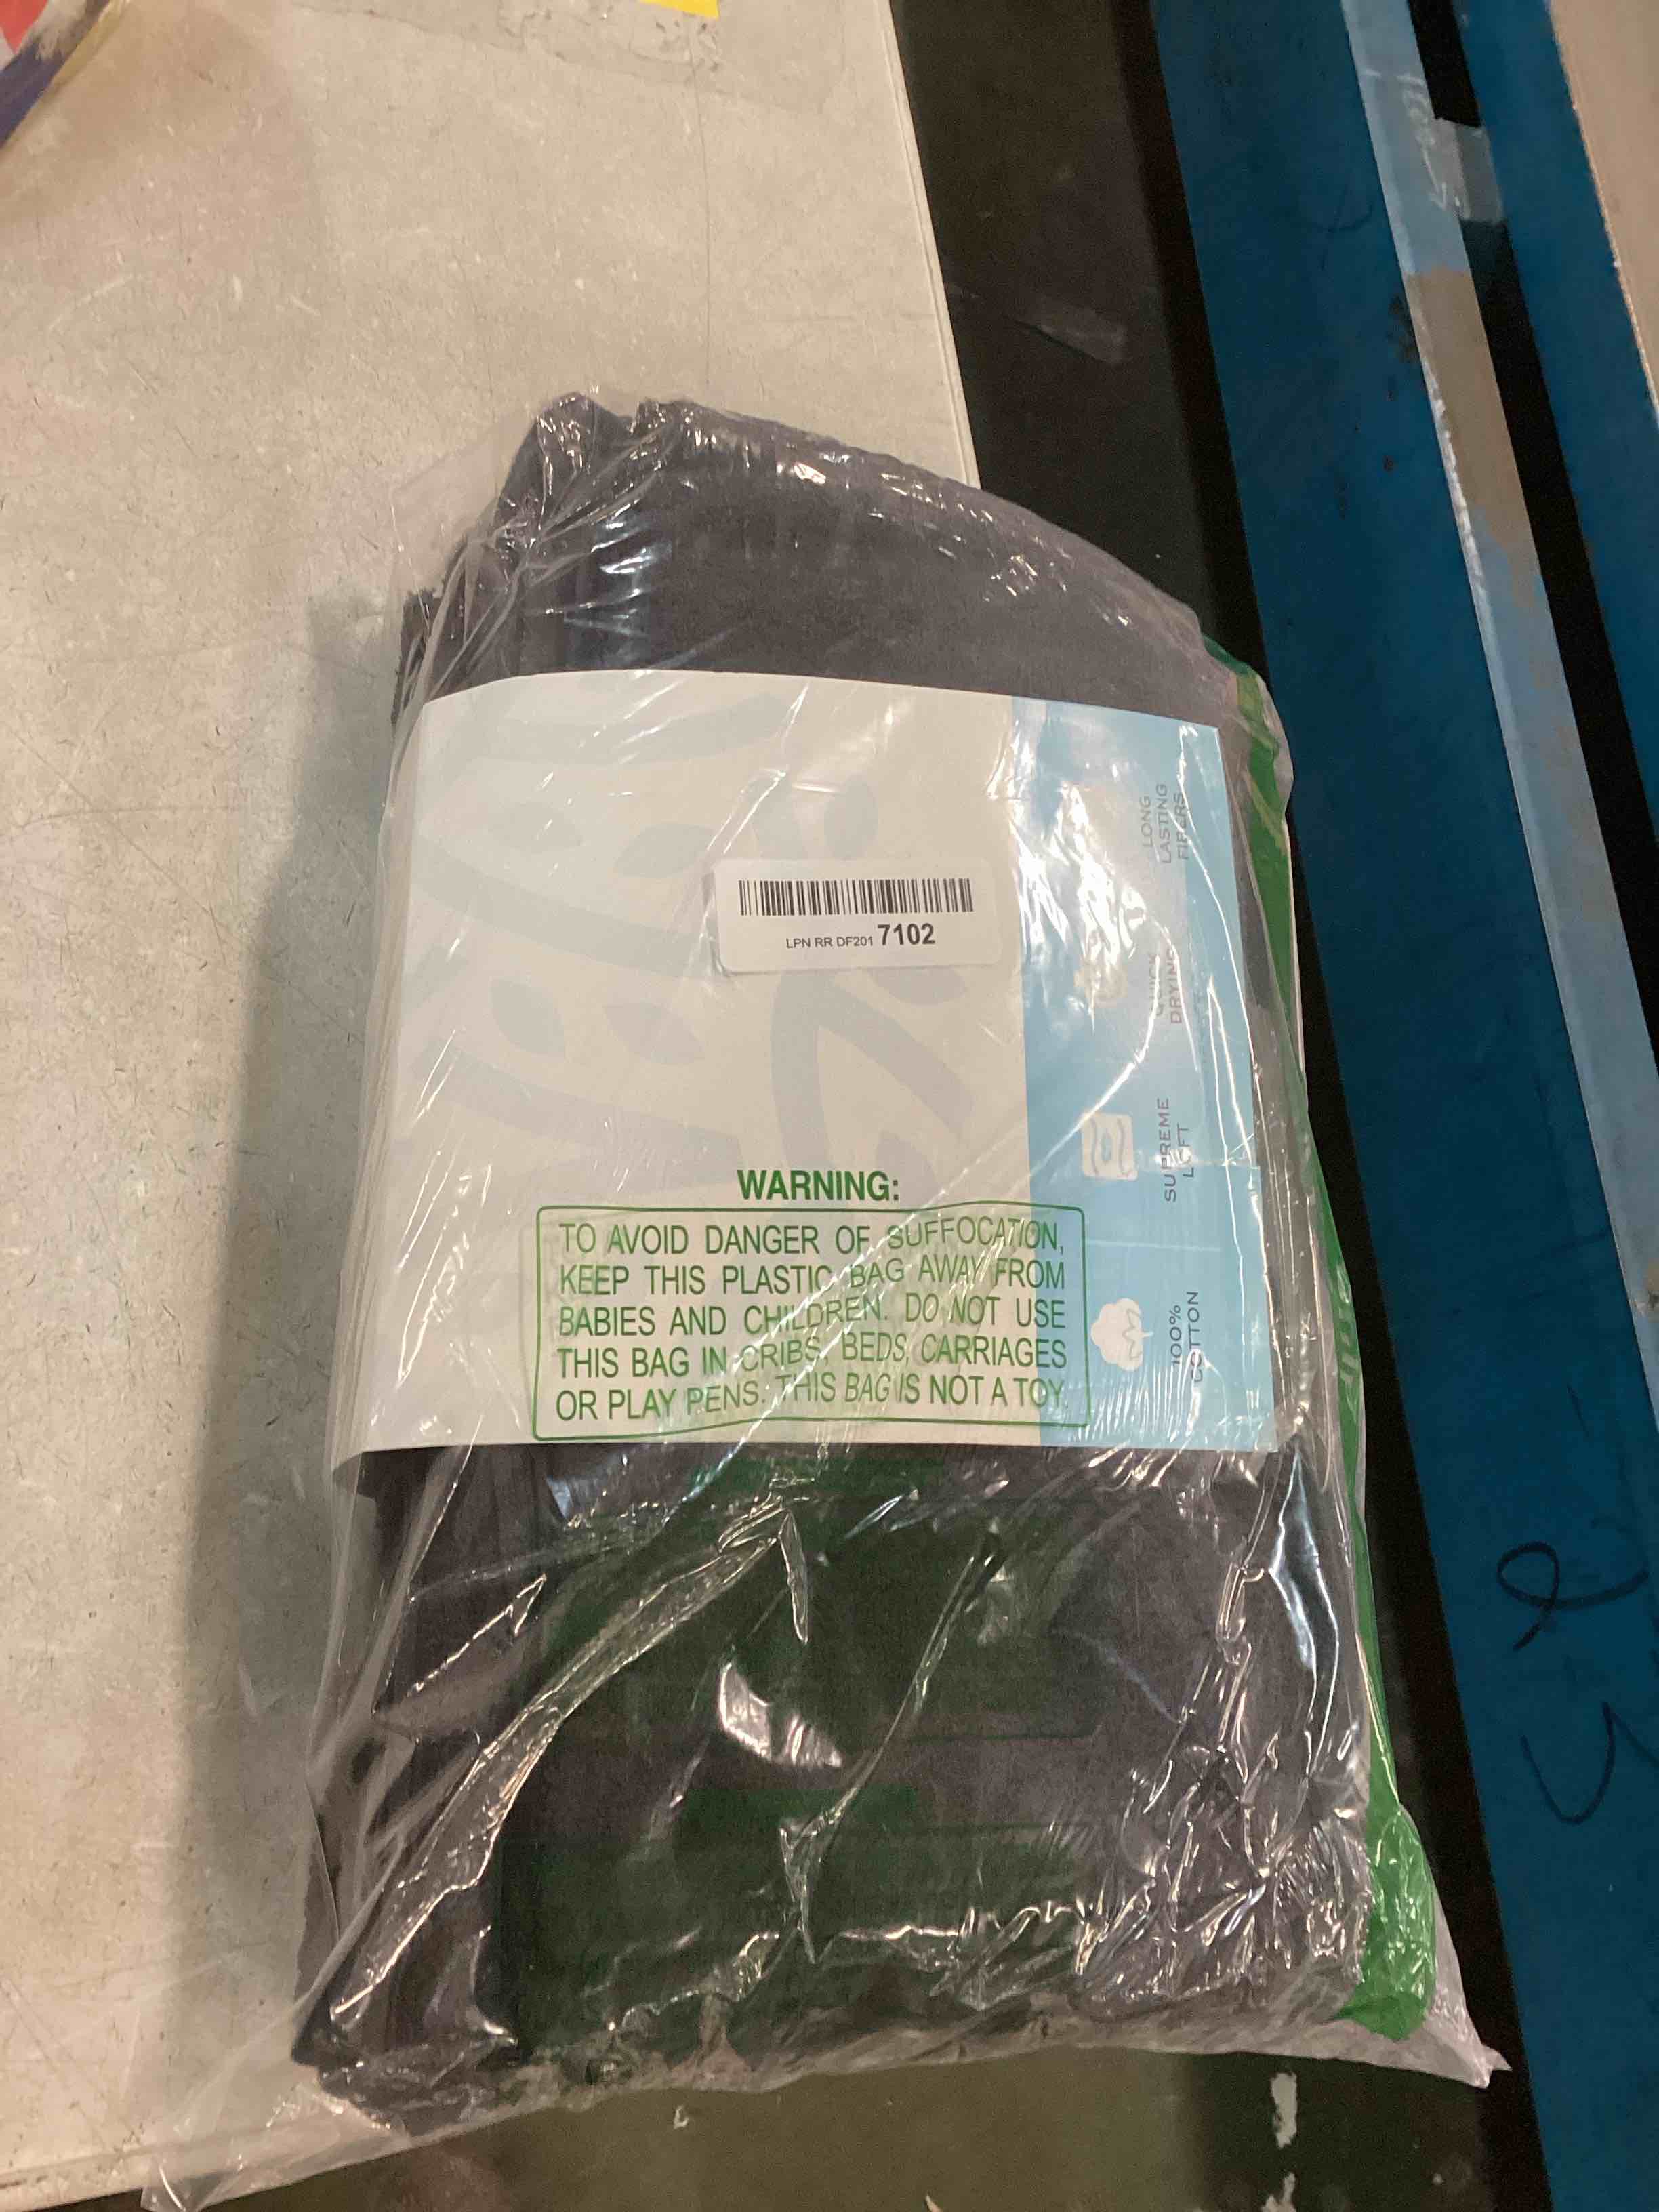 LPN RR DF201 7102
WARNING:
TO AVOID DANGER OF SUFFOCATION,
KEEP THIS PLASTIC BAG AWAY FROM
BABIES AND CHILDREN. DO NOT USE
THIS BAG IN CRIBS, BEDS, CARRIAGES
OR PLAY PENS. THIS BAG IS NOT A TOY.
100%
COTTON
SUPREME
LOFT
QUICK
DRYING
LONG
LASTING
FIBERS